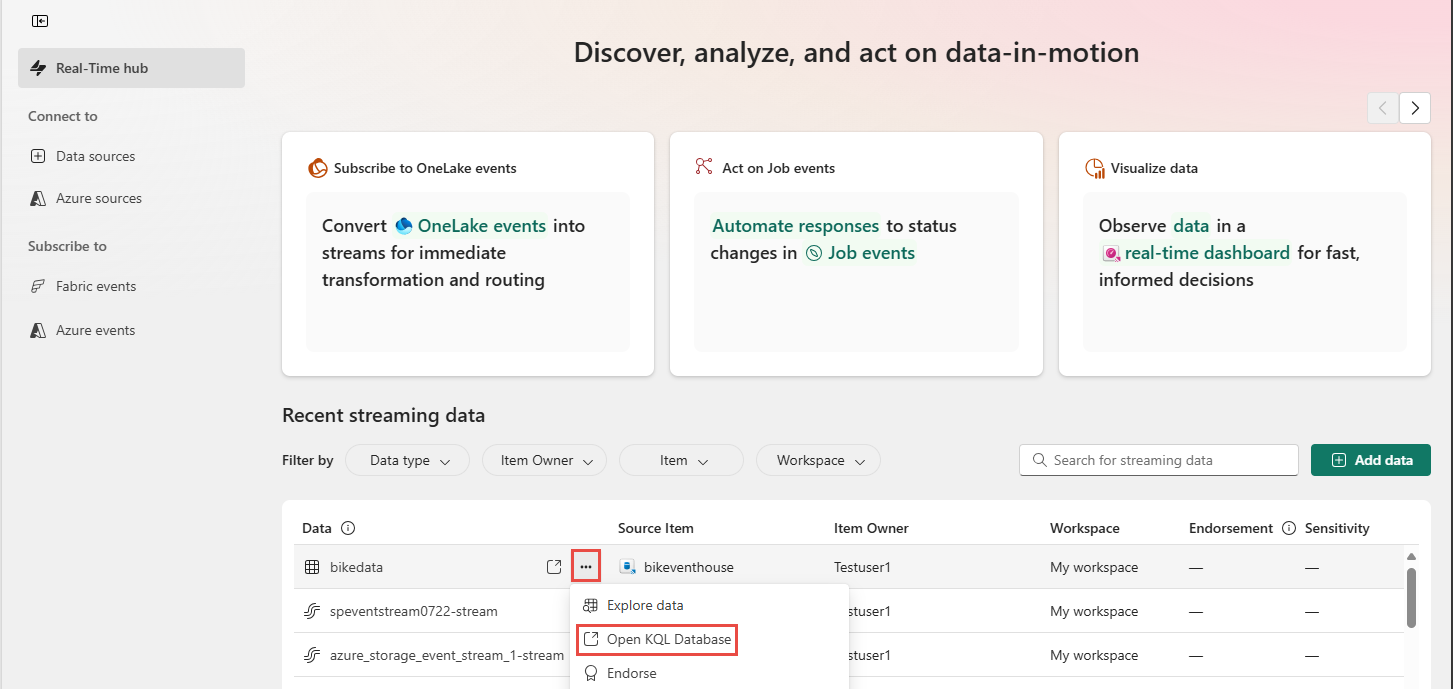 Real-Time hub
Connect to
Data sources
Azure sources
Subscribe to
Fabric events
Azure events
Discover, analyze, and act on data-in-motion
Subscribe to OneLake events
Convert OneLake events into
streams for immediate
transformation and routing
Act on Job events
Automate responses to status
changes in Job events
Visualize data
Observe data in a
real-time dashboard for fast,
informed decisions
Recent streaming data
Filter by Data type Item Owner Item Workspace Search for streaming data Add data
Data Source Item Item Owner Workspace Endorsement Sensitivity
bikedata bikeventhouse Testuser1 My workspace — —
speventstream0722-stream stuser1 My workspace — —
azure_storage_event_stream_1-stream stuser1 My workspace — —
Explore data
Open KQL Database
Endorse